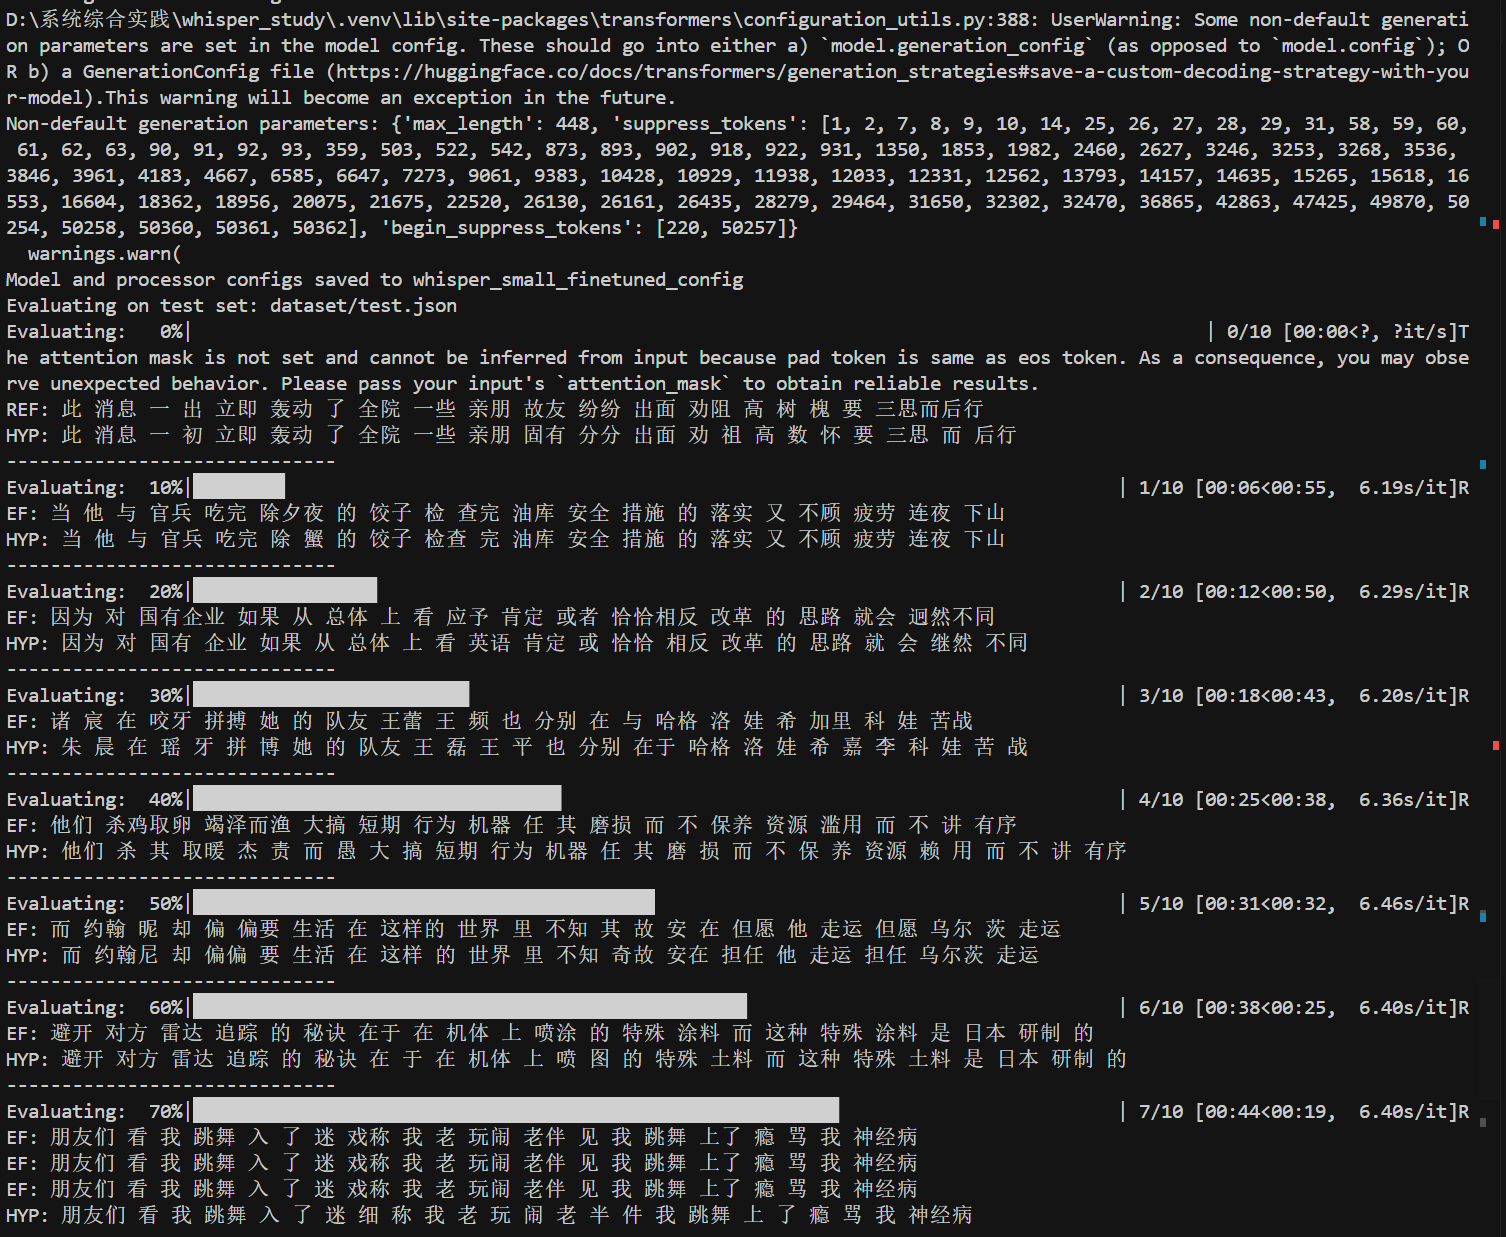 D:\系统综合实践\whisper_study\.venv\lib\site-packages\transformers\configuration_utils.py:388: UserWarning: Some non-default generati
on parameters are set in the model config. These should go into either a) `model.generation_config` (as opposed to `model.config`); O
R b) a GenerationConfig file (https://huggingface.co/docs/transformers/generation_strategies#save-a-custom-decoding-strategy-with-you
r-model).This warning will become an exception in the future.
Non-default generation parameters: {'max_length': 448, 'suppress_tokens': [1, 2, 7, 8, 9, 10, 14, 25, 26, 27, 28, 29, 31, 58, 59, 60,
 61, 62, 63, 90, 91, 92, 93, 359, 503, 522, 542, 873, 893, 902, 918, 922, 931, 1350, 1853, 1982, 2460, 2627, 3246, 3253, 3268, 3536,
3846, 3961, 4183, 4667, 6585, 6647, 7273, 9061, 9383, 10428, 10929, 11938, 12033, 12331, 12562, 13793, 14157, 14635, 15265, 15618, 16
553, 16604, 18362, 18956, 20075, 21675, 22520, 26130, 26161, 26435, 28279, 29464, 31650, 32302, 32470, 36865, 42863, 47425, 49870, 50
254, 50258, 50360, 50361, 50362], 'begin_suppress_tokens': [220, 50257]}
  warnings.warn(
Model and processor configs saved to whisper_small_finetuned_config
Evaluating on test set: dataset/test.json
Evaluating:   0%| | 0/10 [00:00<?, ?it/s]T
he attention mask is not set and cannot be inferred from input because pad token is same as eos token. As a consequence, you may obse
rve unexpected behavior. Please pass your input's `attention_mask` to obtain reliable results.
REF: 此 消息 一 出 立即 轰动 了 全院 一些 亲朋 故友 纷纷 出面 劝阻 高 树 槐 要 三思而后行
HYP: 此 消息 一 初 立即 轰动 了 全院 一些 亲朋 固有 分分 出面 劝 祖 高 数 怀 要 三思 而 后行
------------------------------
Evaluating:  10%| | 1/10 [00:06<00:55,  6.19s/it]R
EF: 当 他 与 官兵 吃完 除夕夜 的 饺子 检 查完 油库 安全 措施 的 落实 又 不顾 疲劳 连夜 下山
HYP: 当 他 与 官兵 吃完 除 蟹 的 饺子 检查 完 油库 安全 措施 的 落实 又 不顾 疲劳 连夜 下山
------------------------------
Evaluating:  20%| | 2/10 [00:12<00:50,  6.29s/it]R
EF: 因为 对 国有企业 如果 从 总体 上 看 应予 肯定 或者 恰恰相反 改革 的 思路 就会 迥然不同
HYP: 因为 对 国有 企业 如果 从 总体 上 看 英语 肯定 或 恰恰 相反 改革 的 思路 就 会 继然 不同
------------------------------
Evaluating:  30%| | 3/10 [00:18<00:43,  6.20s/it]R
EF: 诸 宸 在 咬牙 拼搏 她 的 队友 王蕾 王 频 也 分别 在 与 哈格 洛 娃 希 加里 科 娃 苦战
HYP: 朱 晨 在 瑶 牙 拼 博 她 的 队友 王 磊 王 平 也 分别 在于 哈格 洛 娃 希 嘉 李 科 娃 苦 战
------------------------------
Evaluating:  40%| | 4/10 [00:25<00:38,  6.36s/it]R
EF: 他们 杀鸡取卵 竭泽而渔 大搞 短期 行为 机器 任 其 磨损 而 不 保养 资源 滥用 而 不 讲 有序
HYP: 他们 杀 其 取暖 杰 责 而 愚 大 搞 短期 行为 机器 任 其 磨 损 而 不 保 养 资源 赖 用 而 不 讲 有序
------------------------------
Evaluating:  50%| | 5/10 [00:31<00:32,  6.46s/it]R
EF: 而 约翰 昵 却 偏 偏要 生活 在 这样的 世界 里 不知 其 故 安 在 但愿 他 走运 但愿 乌尔 茨 走运
HYP: 而 约翰尼 却 偏偏 要 生活 在 这样 的 世界 里 不知 奇故 安在 担任 他 走运 担任 乌尔茨 走运
------------------------------
Evaluating:  60%| | 6/10 [00:38<00:25,  6.40s/it]R
EF: 避开 对方 雷达 追踪 的 秘诀 在于 在 机体 上 喷涂 的 特殊 涂料 而 这种 特殊 涂料 是 日本 研制 的
HYP: 避开 对方 雷达 追踪 的 秘诀 在 于 在 机体 上 喷 图 的 特殊 土料 而 这种 特殊 土料 是 日本 研制 的
------------------------------
Evaluating:  70%| | 7/10 [00:44<00:19,  6.40s/it]R
EF: 朋友们 看 我 跳舞 入 了 迷 戏称 我 老 玩闹 老伴 见 我 跳舞 上了 瘾 骂 我 神经病
EF: 朋友们 看 我 跳舞 入 了 迷 戏称 我 老 玩闹 老伴 见 我 跳舞 上了 瘾 骂 我 神经病
EF: 朋友们 看 我 跳舞 入 了 迷 戏称 我 老 玩闹 老伴 见 我 跳舞 上了 瘾 骂 我 神经病
HYP: 朋友们 看 我 跳舞 入 了 迷 细 称 我 老 玩 闹 老 半 件 我 跳舞 上 了 瘾 骂 我 神经病